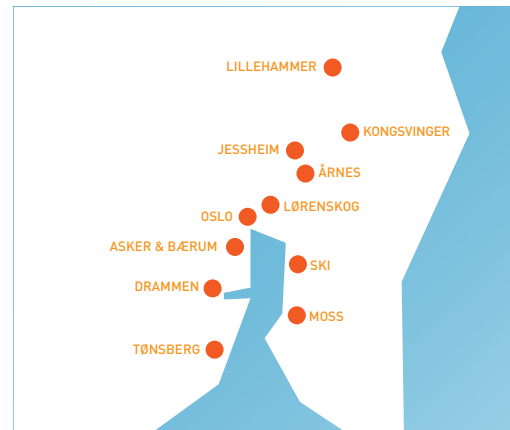 LILLEHAMMER
KONGSVINGER
JESSHEIM
ÅRNES
LØRENSKOG
OSLO
ASKER & BÆRUM
SKI
DRAMMEN
MOSS
TØNSBERG